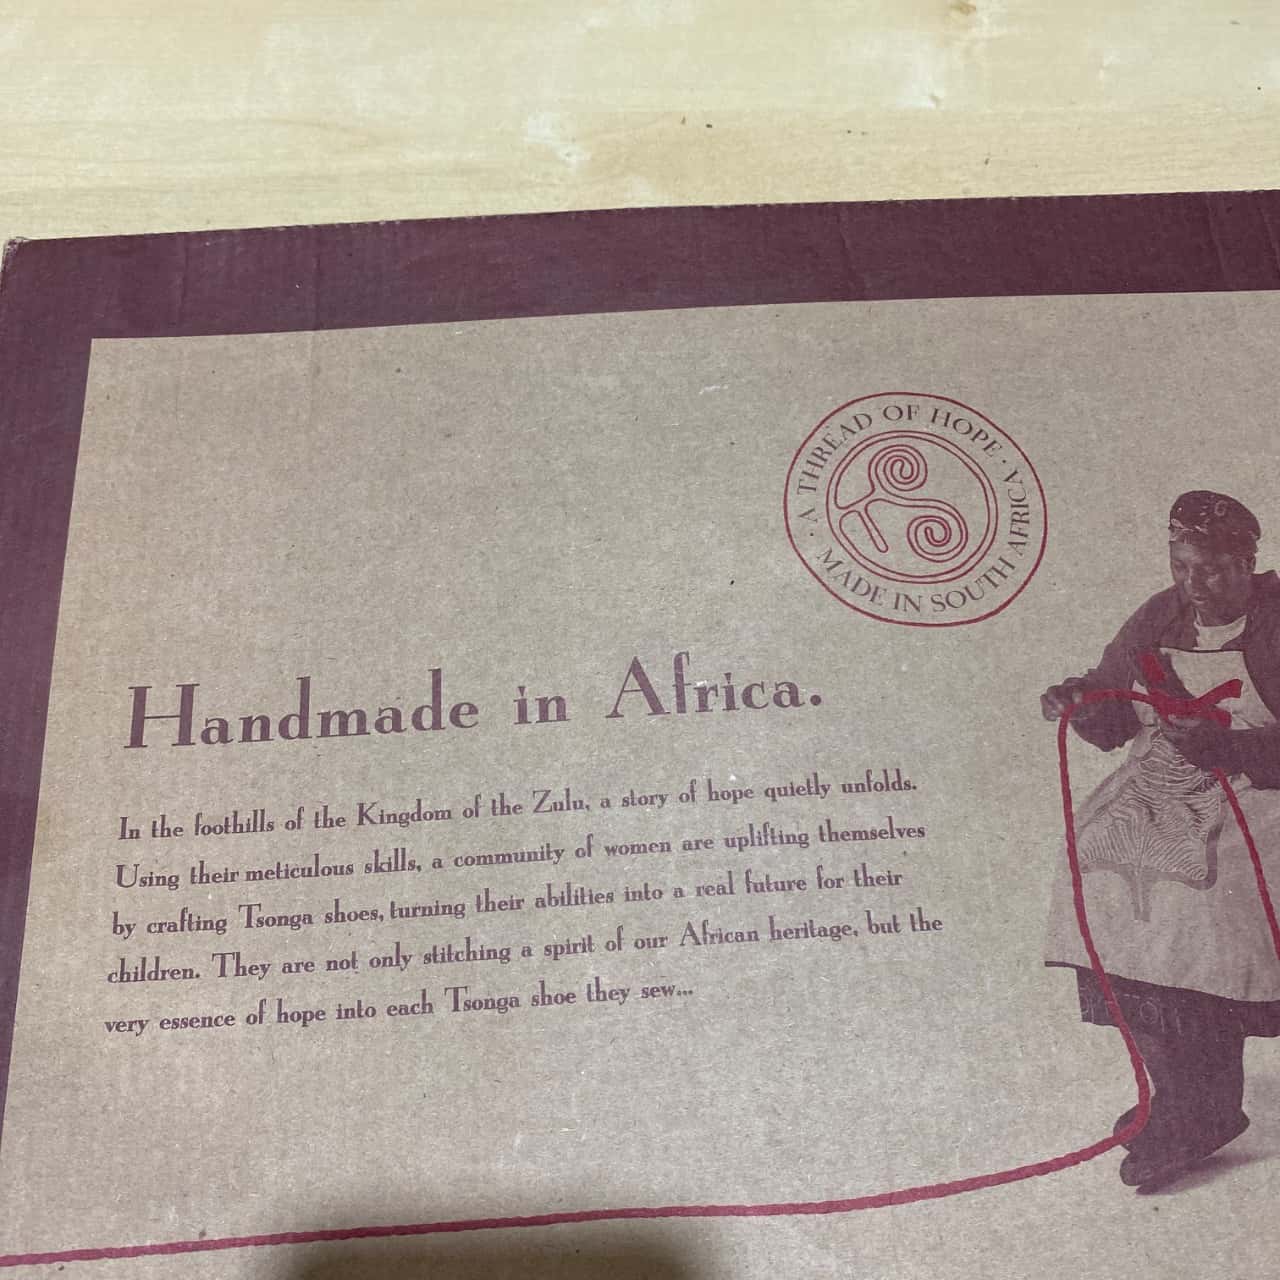 A THREAD OF HOPE · MADE IN SOUTH AFRICA ·
Handmade in Africa.
In the foothills of the Kingdom of the Zulu, a story of hope quietly unfolds.
Using their meticulous skills, a community of women are uplifting themselves
by crafting Tsonga shoes, turning their abilities into a real future for their
children. They are not only stitching a spirit of our African heritage, but the
very essence of hope into each Tsonga shoe they sew...